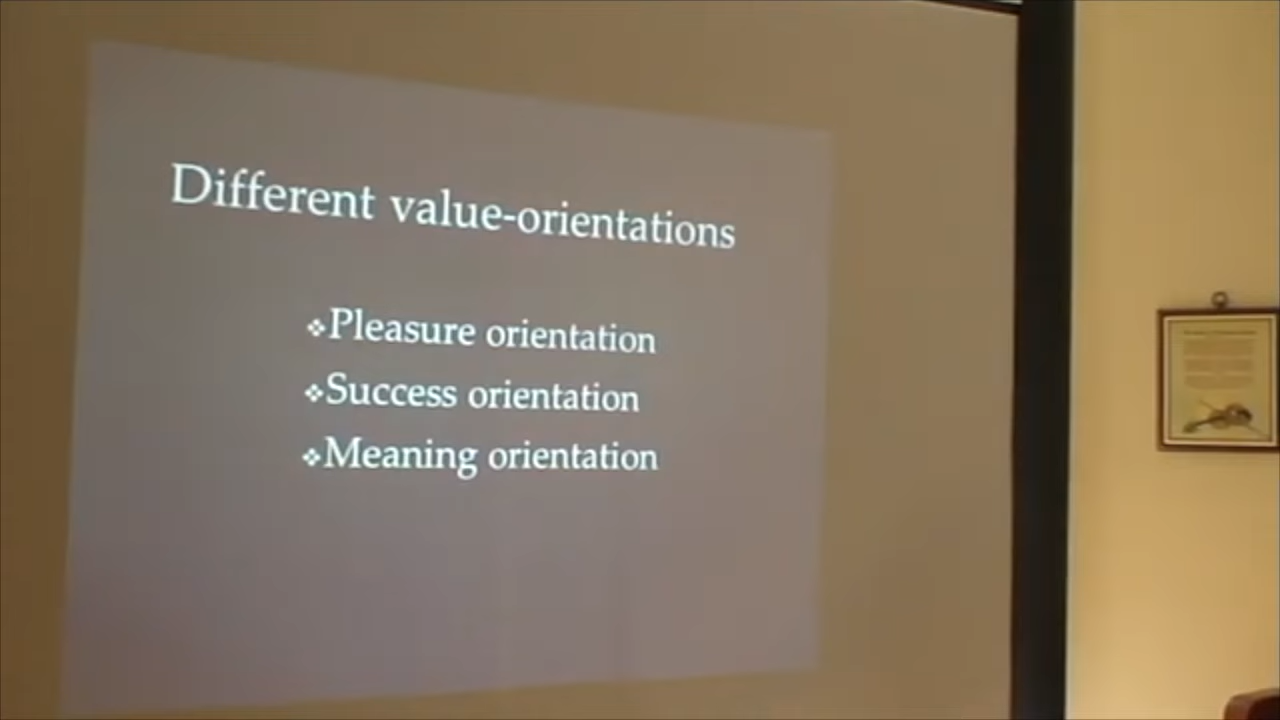 Different value-orientations
❖Pleasure orientation
❖Success orientation
❖Meaning orientation